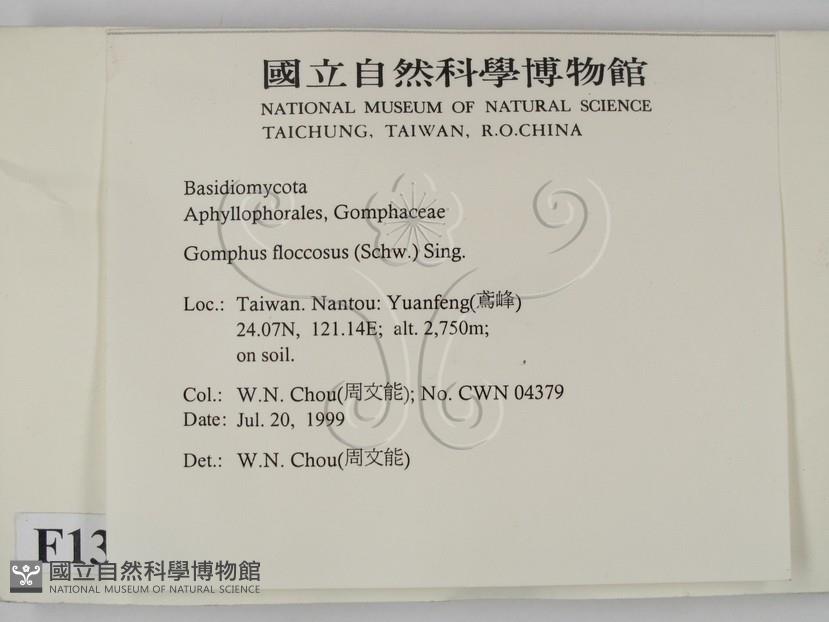 國立自然科學博物館
NATIONAL MUSEUM OF NATURAL SCIENCE
TAICHUNG, TAIWAN, R.O.CHINA
Basidiomycota
Aphyllophorales, Gomphaceae
Gomphus floccosus (Schw.) Sing.
Loc.: Taiwan. Nantou: Yuanfeng(鳶峰)
24.07N, 121.14E; alt. 2,750m;
on soil.
Col.: W.N. Chou(周文能); No. CWN 04379
Date: Jul. 20, 1999
Det.: W.N. Chou(周文能)
F13
國立自然科學博物館
NATIONAL MUSEUM OF NATURAL SCIENCE